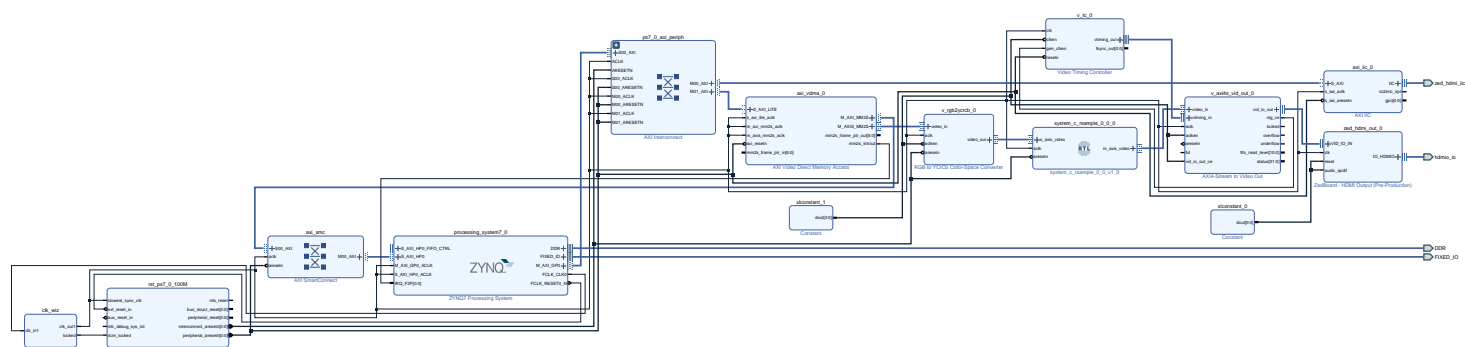 v_tc_0
clk
clken
gen_clken
resetn
vtiming_out
fsync_out[0:0]
Video Timing Controller
ps7_0_axi_periph
S00_AXI
ACLK
ARESETN
S00_ACLK
S00_ARESETN
M00_ACLK
M00_ARESETN
M01_ACLK
M01_ARESETN
M00_AXI
M01_AXI
AXI Interconnect
axi_iic_0
S_AXI
s_axi_aclk
s_axi_aresetn
IIC
iic2intc_irpt
gpo[0:0]
AXI IIC
zed_hdmi_iic
axi_vdma_0
S_AXI_LITE
s_axi_lite_aclk
m_axi_mm2s_aclk
m_axis_mm2s_aclk
axi_resetn
mm2s_frame_ptr_in[5:0]
M_AXI_MM2S
M_AXIS_MM2S
mm2s_frame_ptr_out[5:0]
mm2s_introut
AXI Video Direct Memory Access
v_rgb2ycrcb_0
video_in
aclk
aresetn
video_out
RGB to YCrCb Color-Space Converter
system_c_rsample_0_0_0
s_axis_video
aclk
aresetn
RTL
m_axis_video
system_c_rsample_0_0_v1_0
v_axi4s_vid_out_0
video_in
vtiming_in
aclk
aclken
aresetn
fid
vid_io_out_ce
vid_io_out
vtg_ce
locked
overflow
underflow
fifo_read_level[10:0]
status[31:0]
AXI4-Stream to Video Out
zed_hdmi_out_0
VID_IO_IN
clk
reset
audio_spdif
IO_HDMIO
ZedBoard - HDMI Output (Pre-Production)
hdmio_io
xlconstant_1
dout[0:0]
Constant
xlconstant_0
dout[0:0]
Constant
axi_smc
S00_AXI
aclk
aresetn
M00_AXI
AXI SmartConnect
processing_system7_0
S_AXI_HP0_FIFO_CTRL
S_AXI_HP0
M_AXI_GP0_ACLK
S_AXI_HP0_ACLK
IRQ_F2P[0:0]
ZYNQ
DDR
FIXED_IO
M_AXI_GP0
FCLK_CLK0
FCLK_RESET0_N
ZYNQ7 Processing System
DDR
FIXED_IO
clk_wiz
clk_in1
clk_out1
locked
rst_ps7_0_100M
slowest_sync_clk
ext_reset_in
aux_reset_in
mb_debug_sys_rst
dcm_locked
mb_reset
bus_struct_reset[0:0]
peripheral_reset[0:0]
interconnect_aresetn[0:0]
peripheral_aresetn[0:0]